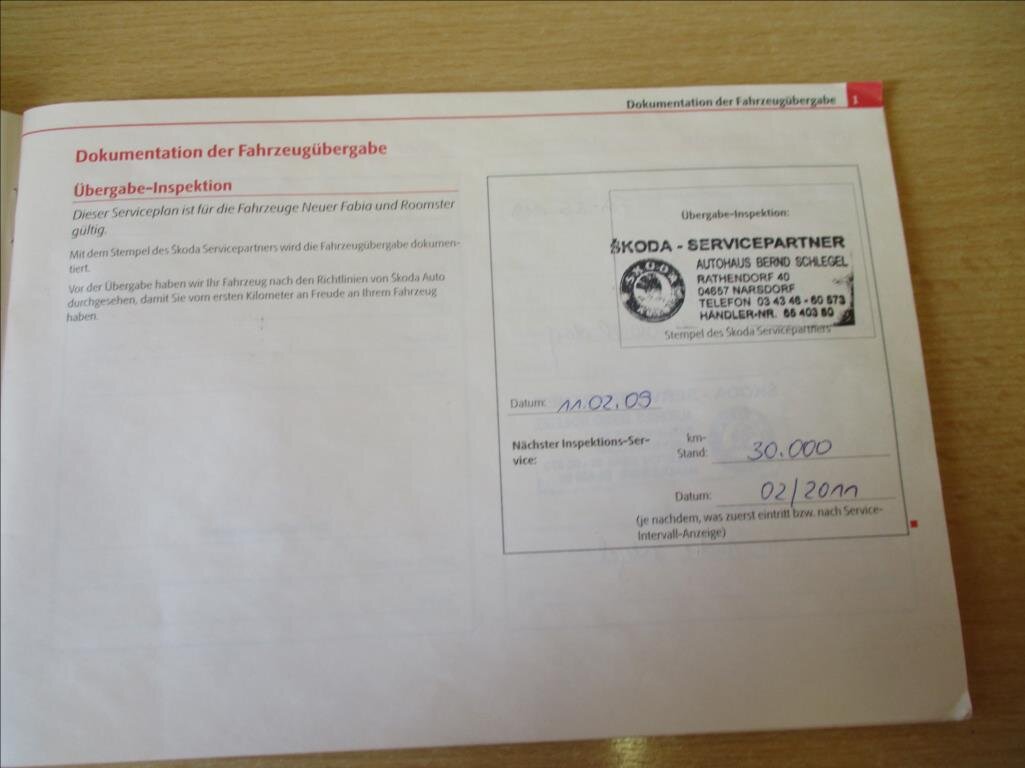 Dokumentation der Fahrzeugübergabe 1
Dokumentation der Fahrzeugübergabe
Übergabe-Inspektion
Dieser Serviceplan ist für die Fahrzeuge Neuer Fabia und Roomster
gültig.
Mit dem Stempel des Škoda Servicepartners wird die Fahrzeugübergabe dokumen-
tiert.
Vor der Übergabe haben wir Ihr Fahrzeug nach den Richtlinien von Škoda Auto
durchgesehen, damit Sie vom ersten Kilometer an Freude an Ihrem Fahrzeug
haben.
Übergabe-Inspektion:
ŠKODA - SERVICEPARTNER
ŠKODA
AUTOHAUS BERND SCHLEGEL
RATHENDORF 40
04657 NARSDORF
TELEFON 03 43 46 - 60 573
HÄNDLER-NR. 66 403 60
Stempel des Škoda Servicepartners
Datum: 11.02.09
Nächster Inspektions-Ser-
vice:
km-
Stand: 30.000
Datum: 02/2011
(je nachdem, was zuerst eintritt bzw. nach Service-
Intervall-Anzeige)